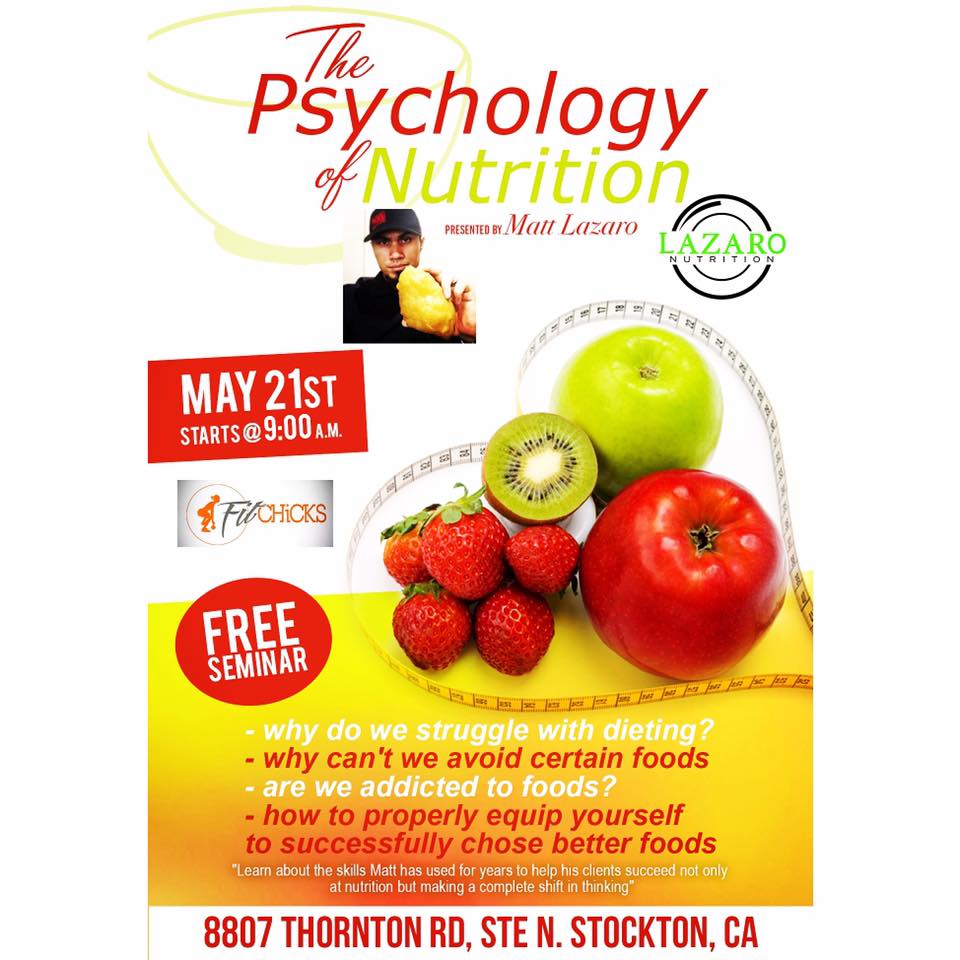 The
Psychology
of Nutrition
PRESENTED BY Matt Lazaro
LAZARO
NUTRITION
MAY 21ST
STARTS @ 9:00 A.M.
FitCHiCKS
FREE
SEMINAR
- why do we struggle with dieting?
- why can't we avoid certain foods
- are we addicted to foods?
- how to properly equip yourself
to successfully chose better foods
"Learn about the skills Matt has used for years to help his clients succeed not only
at nutrition but making a complete shift in thinking"
8807 THORNTON RD, STE N. STOCKTON, CA